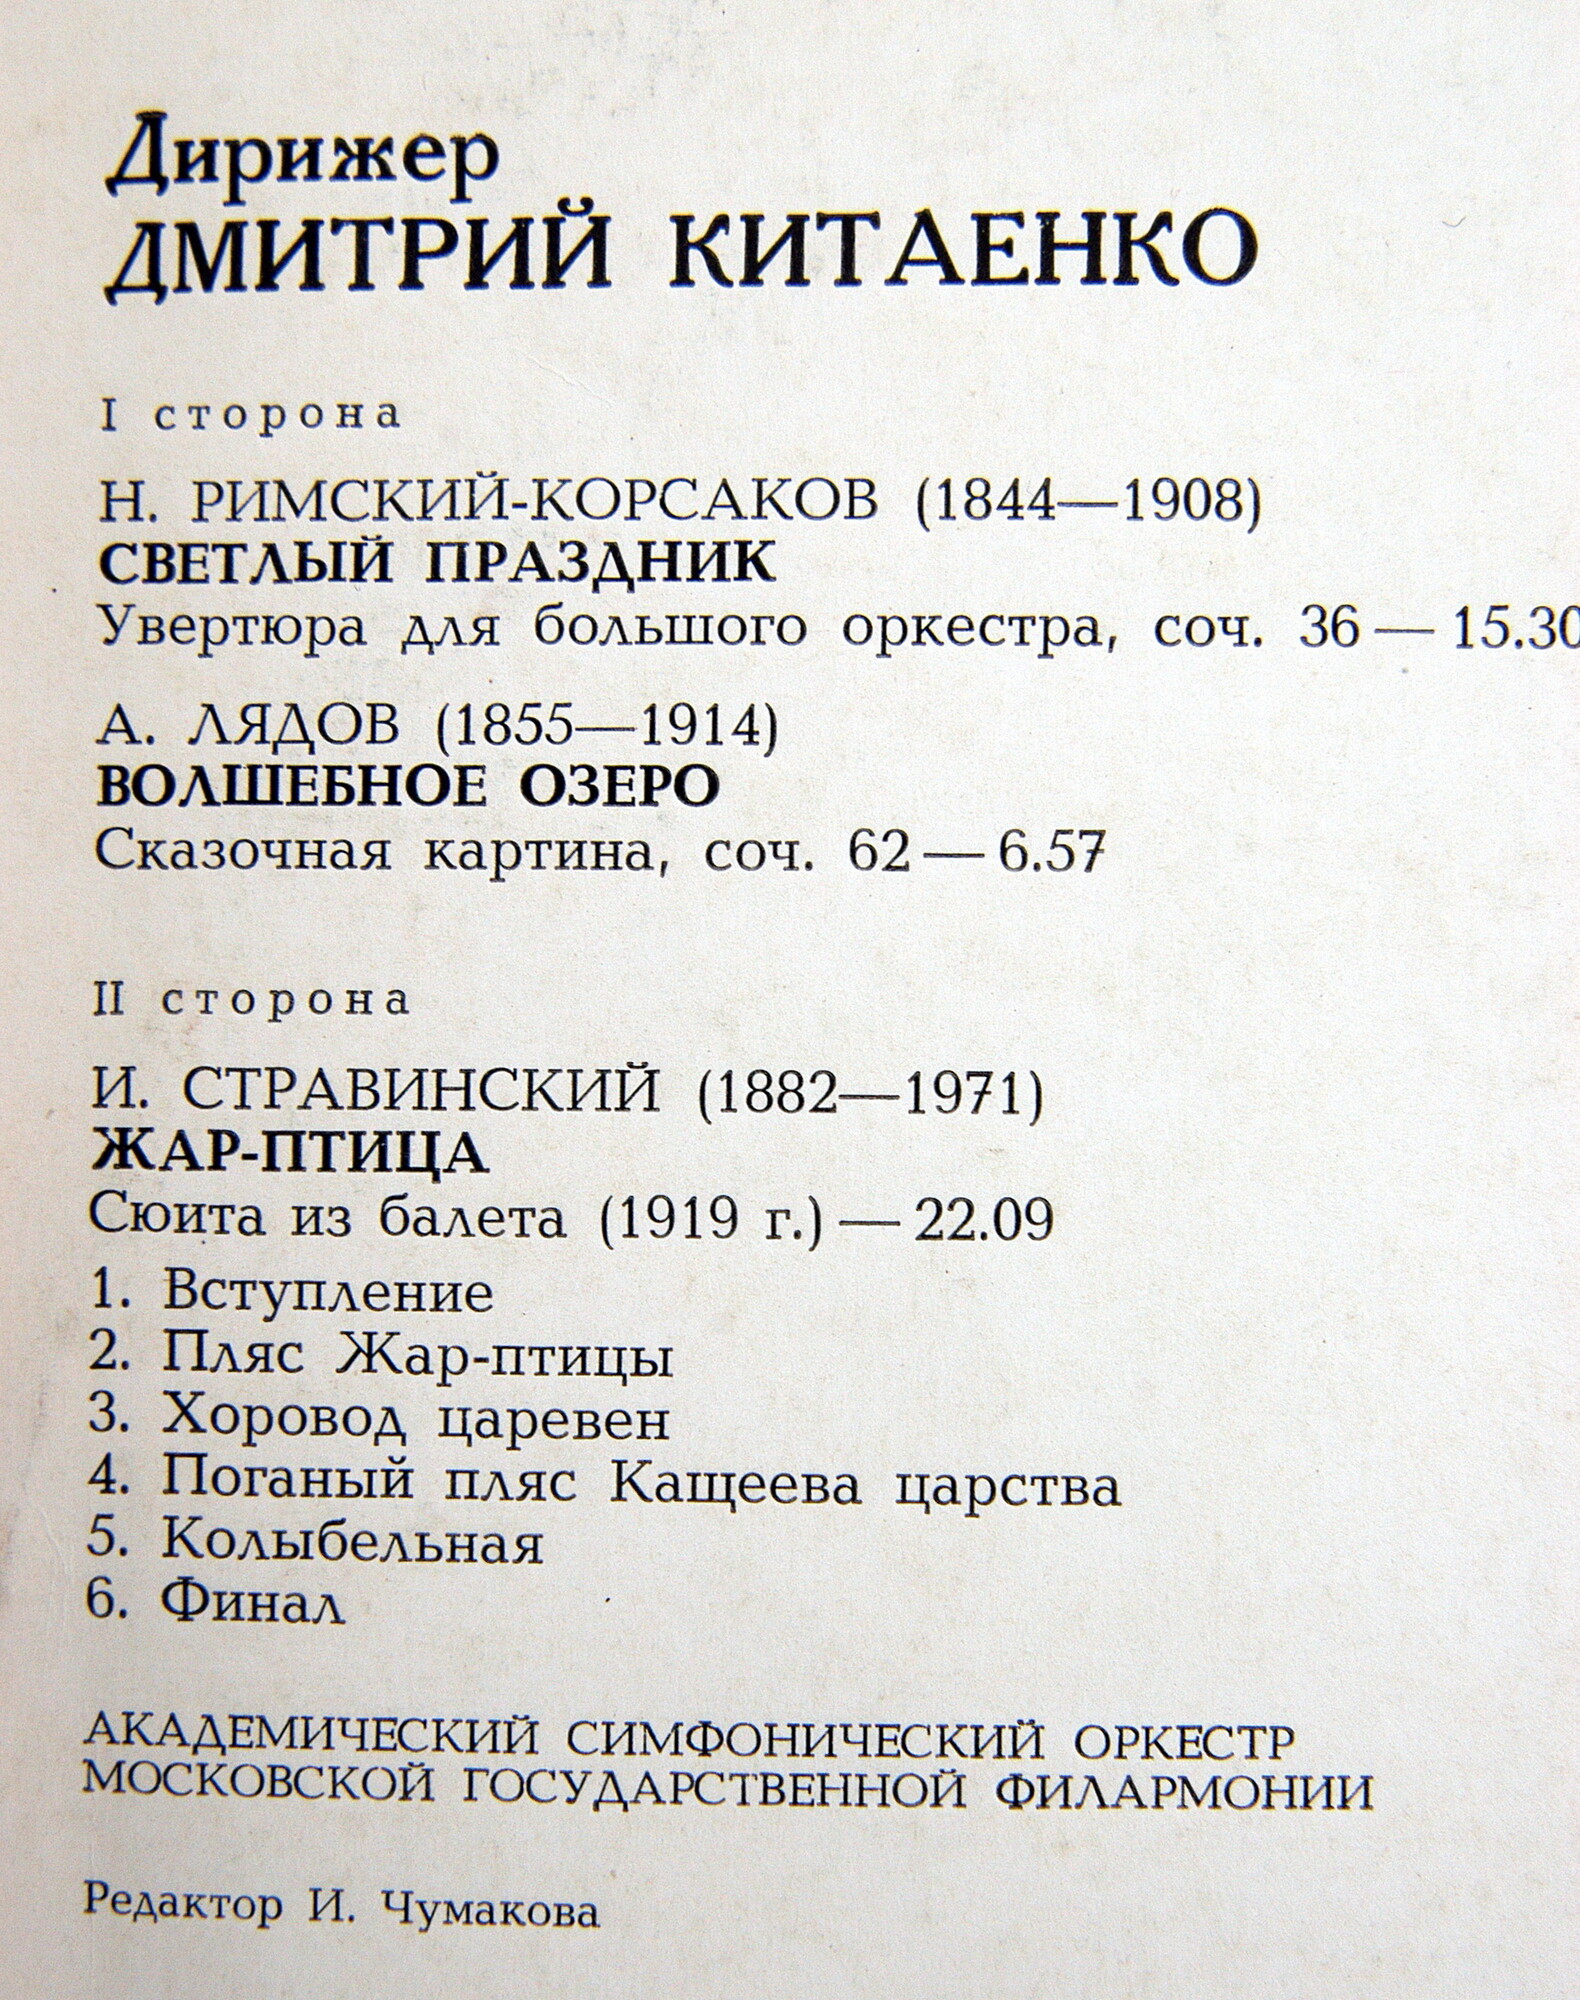 Дирижер
ДМИТРИЙ КИТАЕНКО
I сторона
Н. РИМСКИЙ-КОРСАКОВ (1844—1908)
СВЕТЛЫЙ ПРАЗДНИК
Увертюра для большого оркестра, соч. 36 — 15.30
А. ЛЯДОВ (1855—1914)
ВОЛШЕБНОЕ ОЗЕРО
Сказочная картина, соч. 62 — 6.57
II сторона
И. СТРАВИНСКИЙ (1882—1971)
ЖАР-ПТИЦА
Сюита из балета (1919 г.) — 22.09
1. Вступление
2. Пляс Жар-птицы
3. Хоровод царевен
4. Поганый пляс Кащеева царства
5. Колыбельная
6. Финал
АКАДЕМИЧЕСКИЙ СИМФОНИЧЕСКИЙ ОРКЕСТР
МОСКОВСКОЙ ГОСУДАРСТВЕННОЙ ФИЛАРМОНИИ
Редактор И. Чумакова